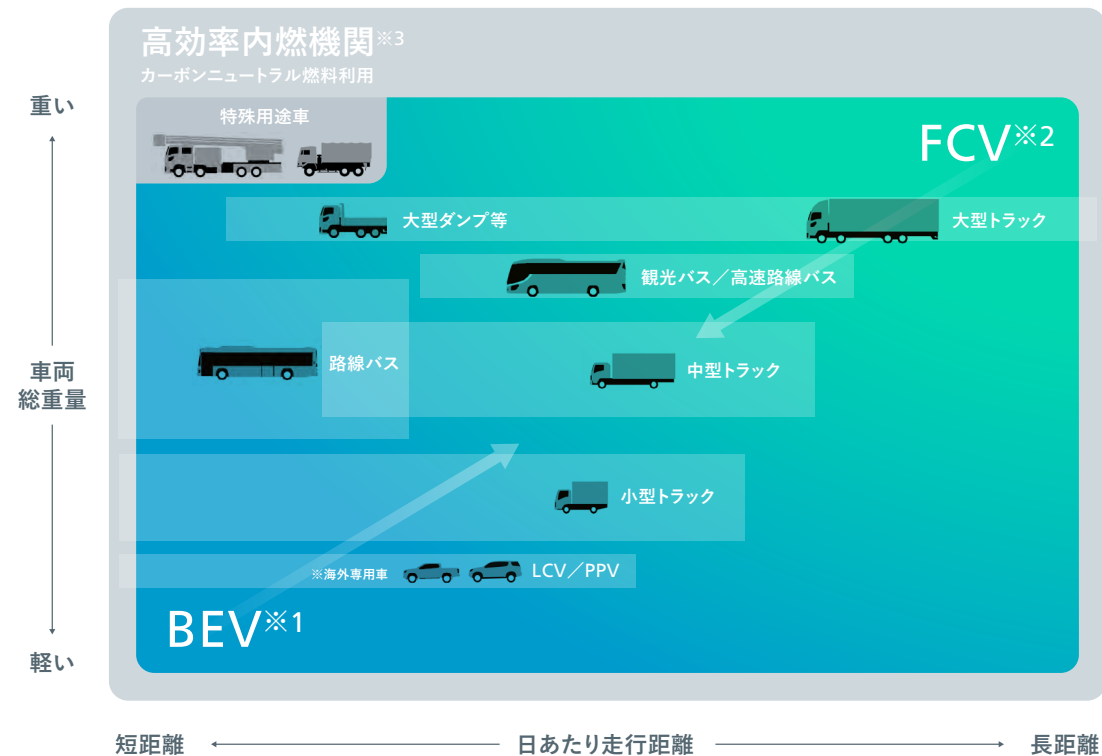 高効率内燃機関※3
カーボンニュートラル燃料利用
重い
特殊用途車
FCV※2
大型ダンプ等
大型トラック
観光バス／高速路線バス
路線バス
中型トラック
車両
総重量
小型トラック
※海外専用車
LCV／PPV
BEV※1
軽い
短距離
日あたり走行距離
長距離